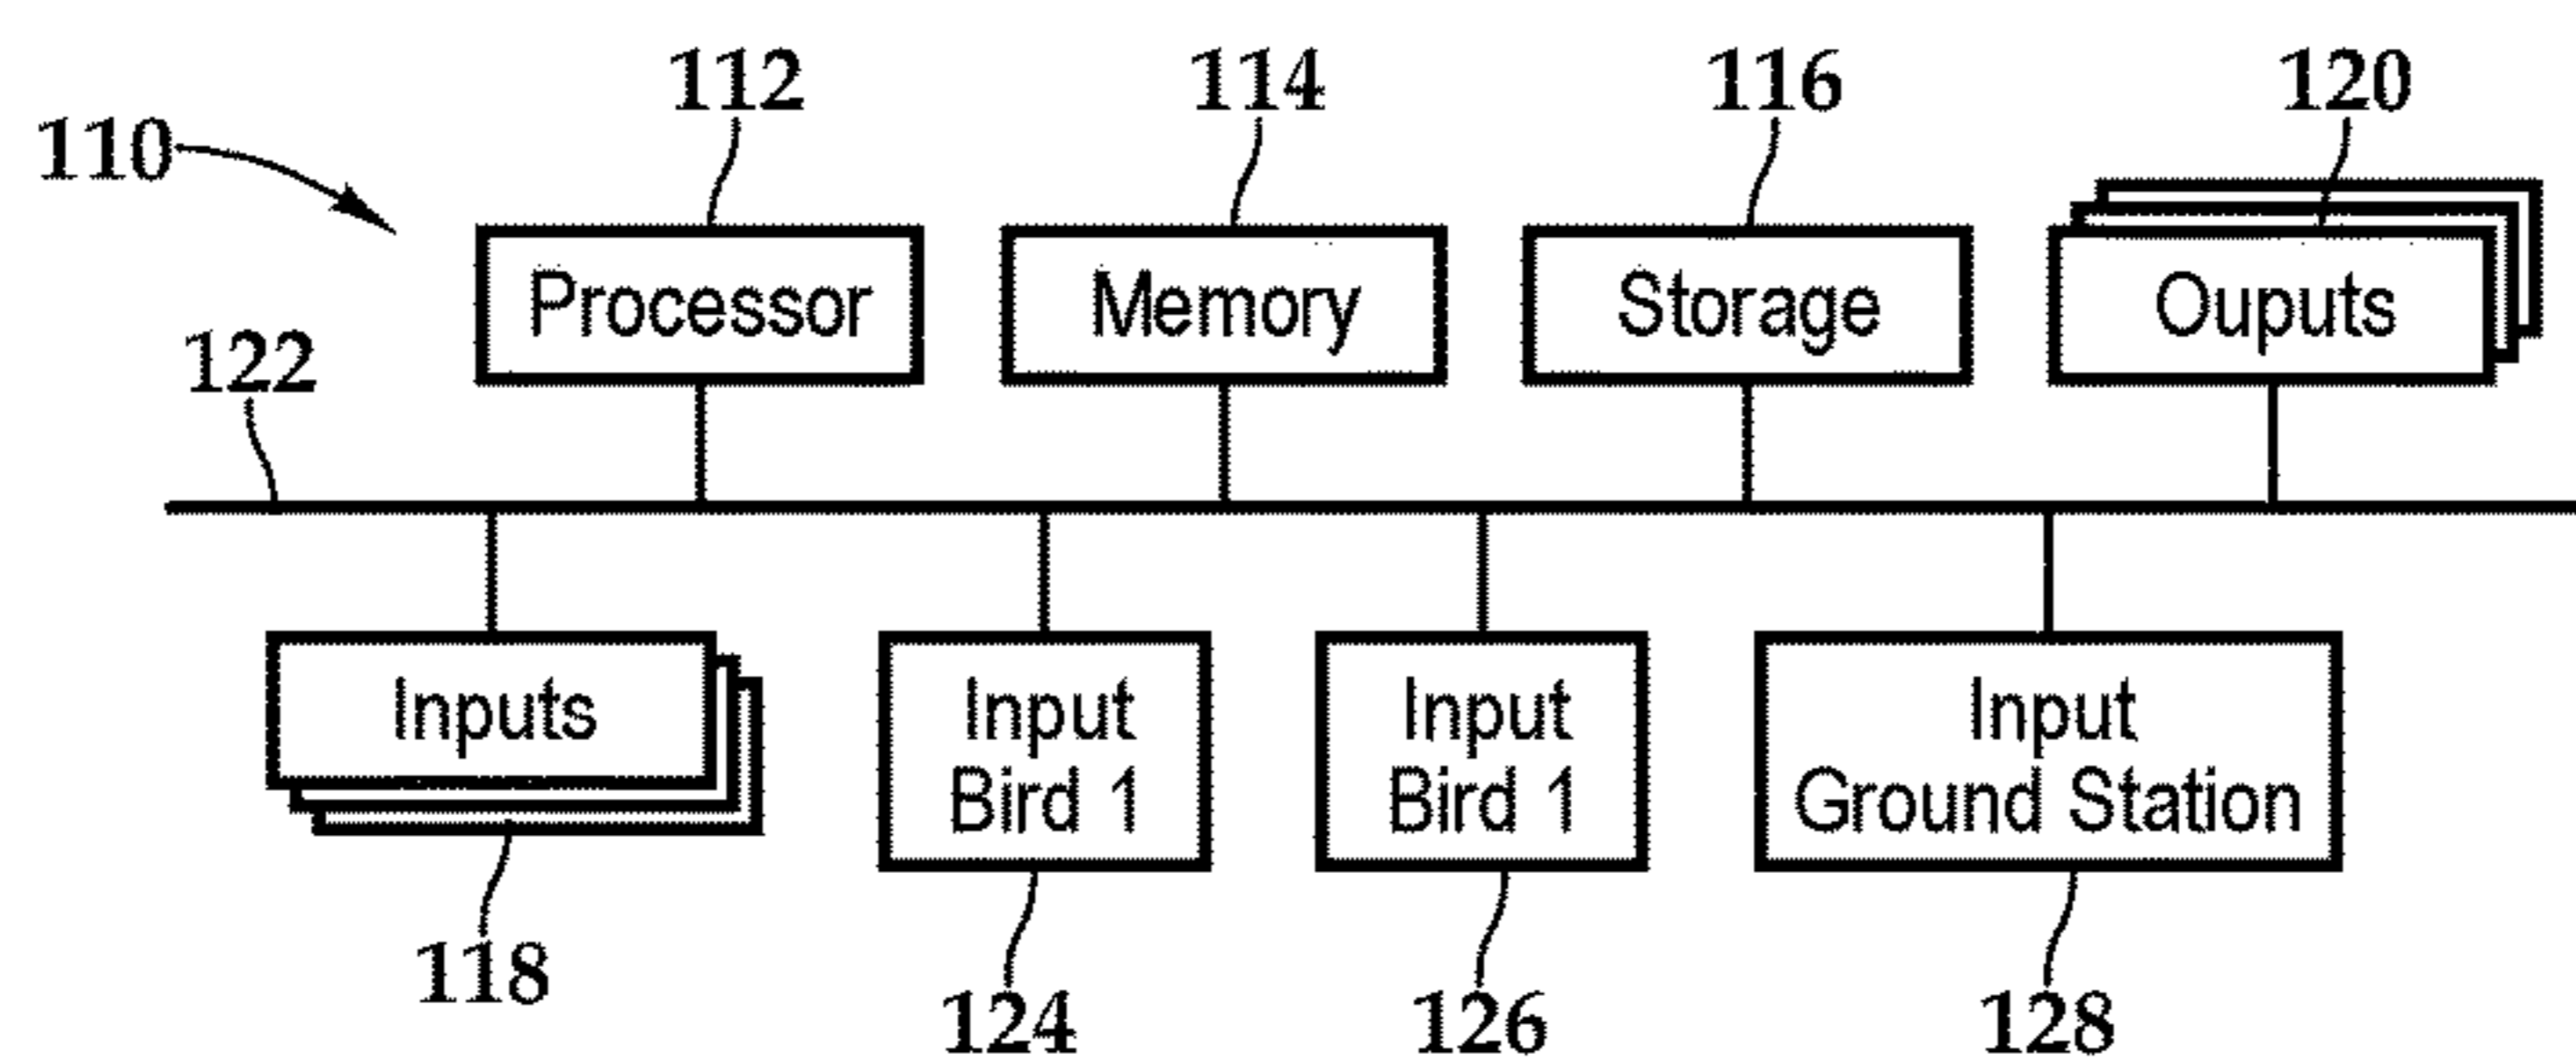 112 114 116 120
110
Processor Memory Storage Ouputs
122
Inputs Input Input Input
Bird 1 Bird 1 Ground Station
118
124 126 128